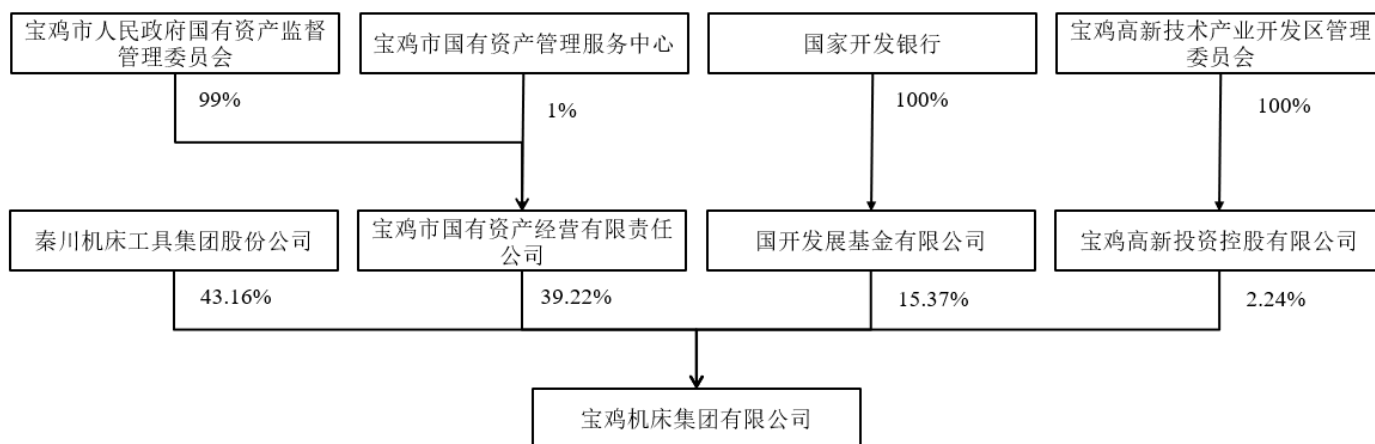 宝鸡市人民政府国有资产监督
管理委员会
宝鸡市国有资产管理服务中心
国家开发银行
宝鸡高新技术产业开发区管理
委员会
99%
1%
100%
100%
秦川机床工具集团股份公司
宝鸡市国有资产经营有限责任
公司
国开发展基金有限公司
宝鸡高新投资控股有限公司
43.16%
39.22%
15.37%
2.24%
宝鸡机床集团有限公司